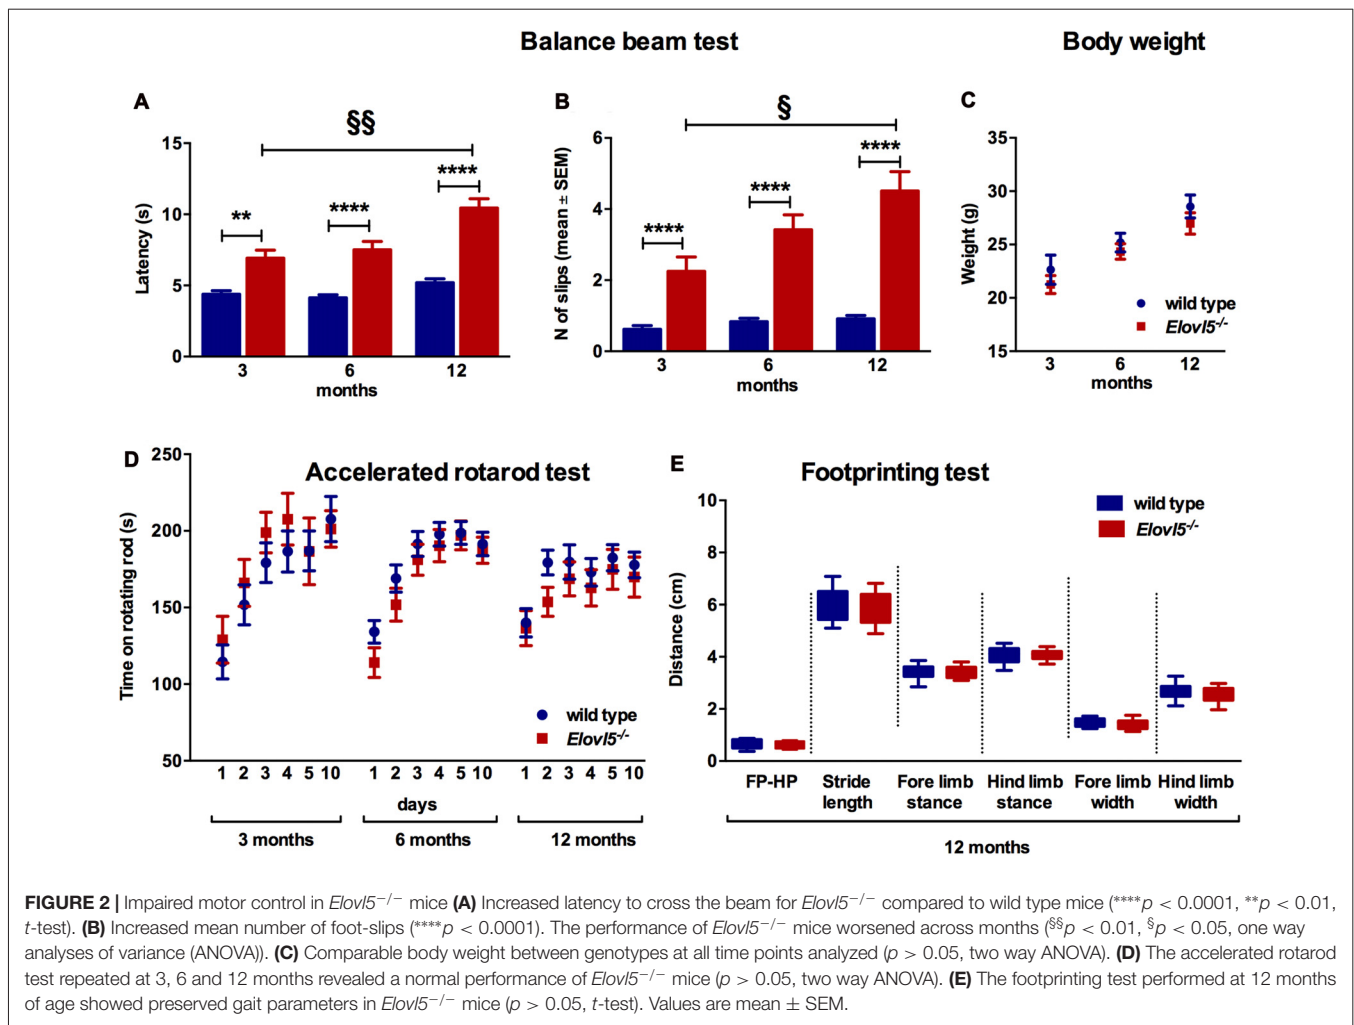 Balance beam test
Body weight
A
§§
15
10
5
0
Latency (s)
**
****
****
3
6
12
months
B
§
6
4
2
0
N of slips (mean ± SEM)
****
****
****
3
6
12
months
C
35
30
25
20
15
Weight (g)
wild type
Elovl5-/-
3
6
12
months
D
Accelerated rotarod test
250
200
150
100
50
Time on rotating rod (s)
wild type
Elovl5-/-
1 2 3 4 5 10
1 2 3 4 5 10
1 2 3 4 5 10
days
3 months
6 months
12 months
E
Footprinting test
10
8
6
4
2
0
Distance (cm)
wild type
Elovl5-/-
FP-HP
Stride
length
Fore limb
stance
Hind limb
stance
Fore limb
width
Hind limb
width
12 months
FIGURE 2 | Impaired motor control in Elovl5−/− mice (A) Increased latency to cross the beam for Elovl5−/− compared to wild type mice (****p < 0.0001, **p < 0.01,
t-test). (B) Increased mean number of foot-slips (****p < 0.0001). The performance of Elovl5−/− mice worsened across months (§§p < 0.01, §p < 0.05, one way
analyses of variance (ANOVA)). (C) Comparable body weight between genotypes at all time points analyzed (p > 0.05, two way ANOVA). (D) The accelerated rotarod
test repeated at 3, 6 and 12 months revealed a normal performance of Elovl5−/− mice (p > 0.05, two way ANOVA). (E) The footprinting test performed at 12 months
of age showed preserved gait parameters in Elovl5−/− mice (p > 0.05, t-test). Values are mean ± SEM.